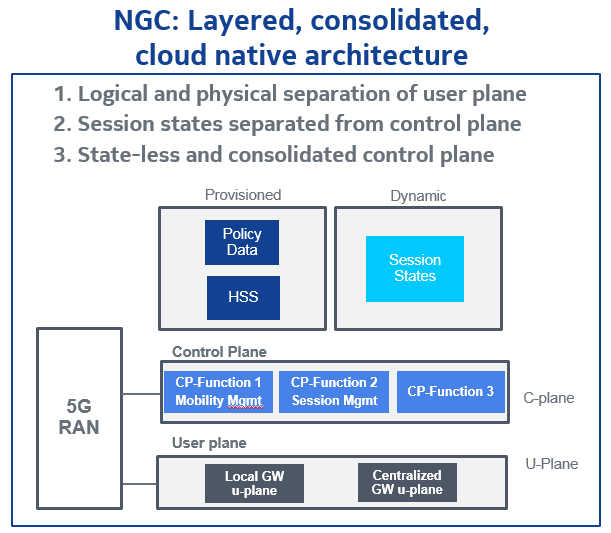 NGC: Layered, consolidated,
cloud native architecture
1. Logical and physical separation of user plane
2. Session states separated from control plane
3. State-less and consolidated control plane
Provisioned
Dynamic
Policy
Data
HSS
Session
States
5G
RAN
Control Plane
CP-Function 1
Mobility Mgmt
CP-Function 2
Session Mgmt
CP-Function 3
C-plane
User plane
Local GW
u-plane
Centralized
GW u-plane
U-Plane